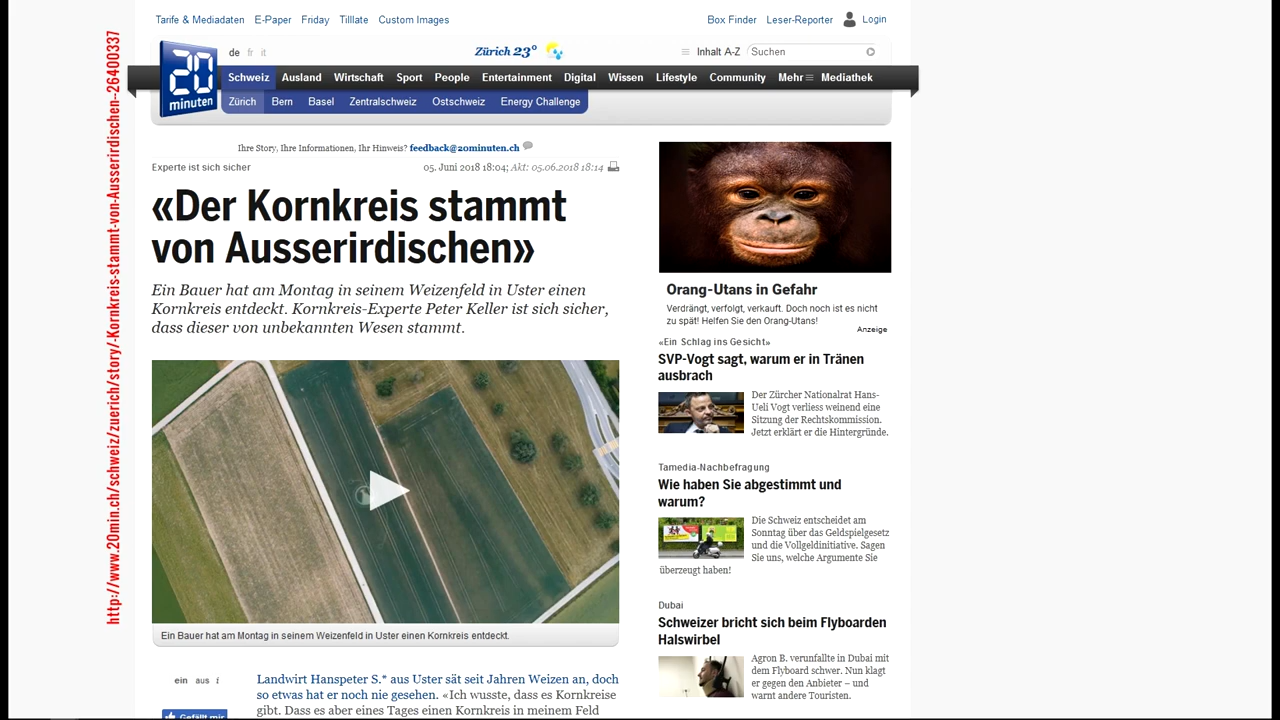 Tarife & Mediadaten E-Paper Friday Tilllate Custom Images
Box Finder Leser-Reporter Login
de fr it
Zürich 23°
Inhalt A-Z
Suchen
20 minuten
Schweiz Ausland Wirtschaft Sport People Entertainment Digital Wissen Lifestyle Community Mehr Mediathek
Zürich Bern Basel Zentralschweiz Ostschweiz Energy Challenge
http://www.20min.ch/schweiz/zuerich/story/-Kornkreis-stammt-von-Ausserirdischen--26400337
Ihre Story, Ihre Informationen, Ihr Hinweis? feedback@20minuten.ch
Experte ist sich sicher
05. Juni 2018 18:04; Akt: 05.06.2018 18:14
«Der Kornkreis stammt
von Ausserirdischen»
Ein Bauer hat am Montag in seinem Weizenfeld in Uster einen
Kornkreis entdeckt. Kornkreis-Experte Peter Keller ist sich sicher,
dass dieser von unbekannten Wesen stammt.
Ein Bauer hat am Montag in seinem Weizenfeld in Uster einen Kornkreis entdeckt.
ein aus i
Gefällt mir
Landwirt Hanspeter S.* aus Uster sät seit Jahren Weizen an, doch
so etwas hat er noch nie gesehen. «Ich wusste, dass es Kornkreise
gibt. Dass es aber eines Tages einen Kornkreis in meinem Feld
Orang-Utans in Gefahr
Verdrängt, verfolgt, verkauft. Doch noch ist es nicht
zu spät! Helfen Sie den Orang-Utans!
Anzeige
«Ein Schlag ins Gesicht»
SVP-Vogt sagt, warum er in Tränen
ausbrach
Der Zürcher Nationalrat Hans-
Ueli Vogt verliess weinend eine
Sitzung der Rechtskommission.
Jetzt erklärt er die Hintergründe.
Tamedia-Nachbefragung
Wie haben Sie abgestimmt und
warum?
Die Schweiz entscheidet am
Sonntag über das Geldspielgesetz
und die Vollgeldinitiative. Sagen
Sie uns, welche Argumente Sie
überzeugt haben!
Dubai
Schweizer bricht sich beim Flyboarden
Halswirbel
Agron B. verunfallte in Dubai mit
dem Flyboard schwer. Nun klagt
er gegen den Anbieter – und
warnt andere Touristen.